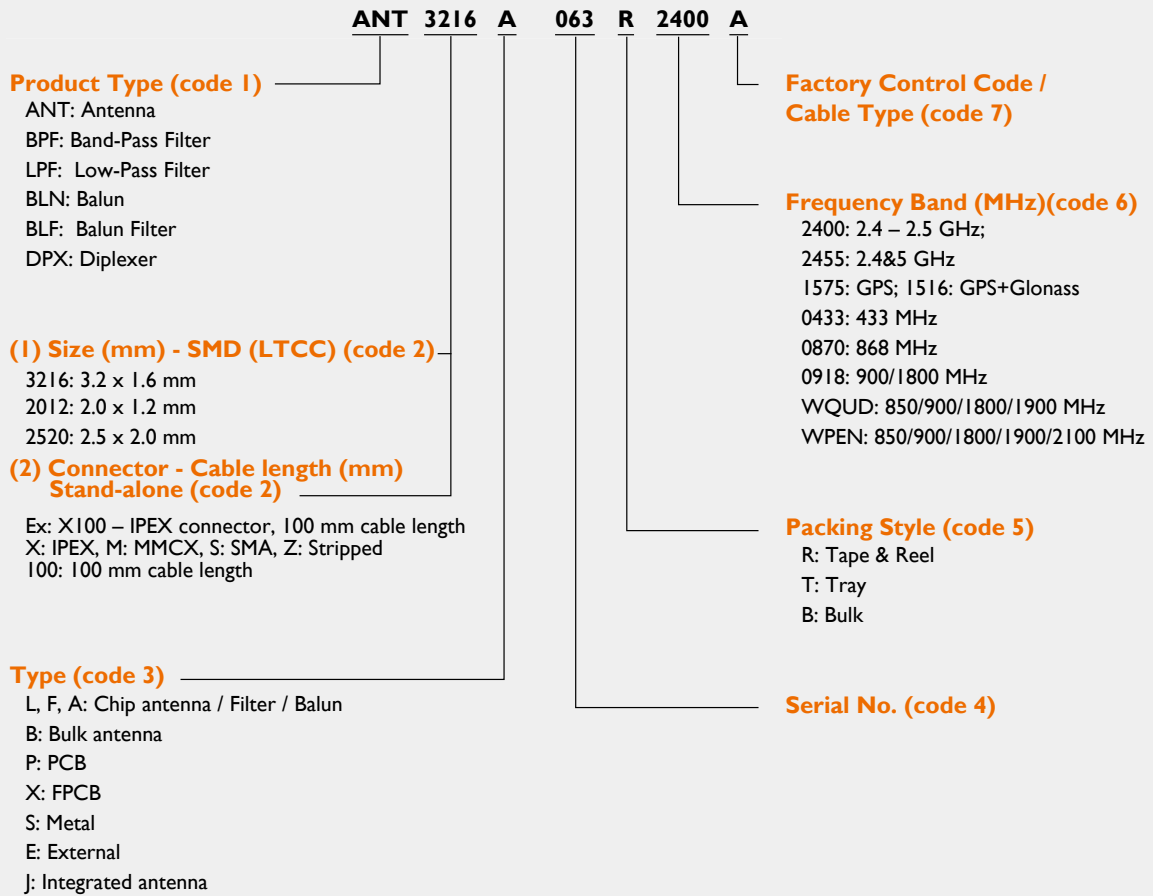 ANT 3216 A 063 R 2400 A
Product Type (code 1)
ANT: Antenna
BPF: Band-Pass Filter
LPF: Low-Pass Filter
BLN: Balun
BLF: Balun Filter
DPX: Diplexer
(1) Size (mm) - SMD (LTCC) (code 2)
3216: 3.2 x 1.6 mm
2012: 2.0 x 1.2 mm
2520: 2.5 x 2.0 mm
(2) Connector - Cable length (mm)
Stand-alone (code 2)
Ex: X100 – IPEX connector, 100 mm cable length
X: IPEX, M: MMCX, S: SMA, Z: Stripped
100: 100 mm cable length
Type (code 3)
L, F, A: Chip antenna / Filter / Balun
B: Bulk antenna
P: PCB
X: FPCB
S: Metal
E: External
J: Integrated antenna
Factory Control Code /
Cable Type (code 7)
Frequency Band (MHz)(code 6)
2400: 2.4 – 2.5 GHz;
2455: 2.4&5 GHz
1575: GPS; 1516: GPS+Glonass
0433: 433 MHz
0870: 868 MHz
0918: 900/1800 MHz
WQUD: 850/900/1800/1900 MHz
WPEN: 850/900/1800/1900/2100 MHz
Packing Style (code 5)
R: Tape & Reel
T: Tray
B: Bulk
Serial No. (code 4)